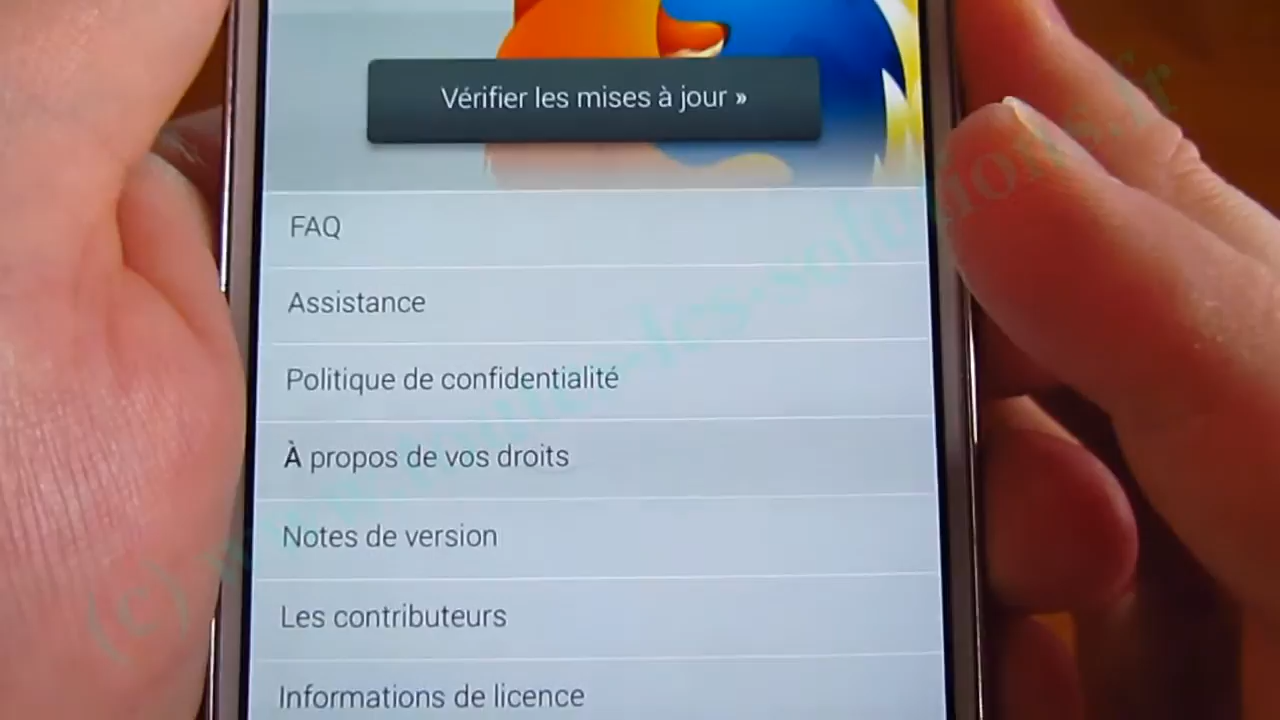 Vérifier les mises à jour »
FAQ
Assistance
Politique de confidentialité
À propos de vos droits
Notes de version
Les contributeurs
Informations de licence